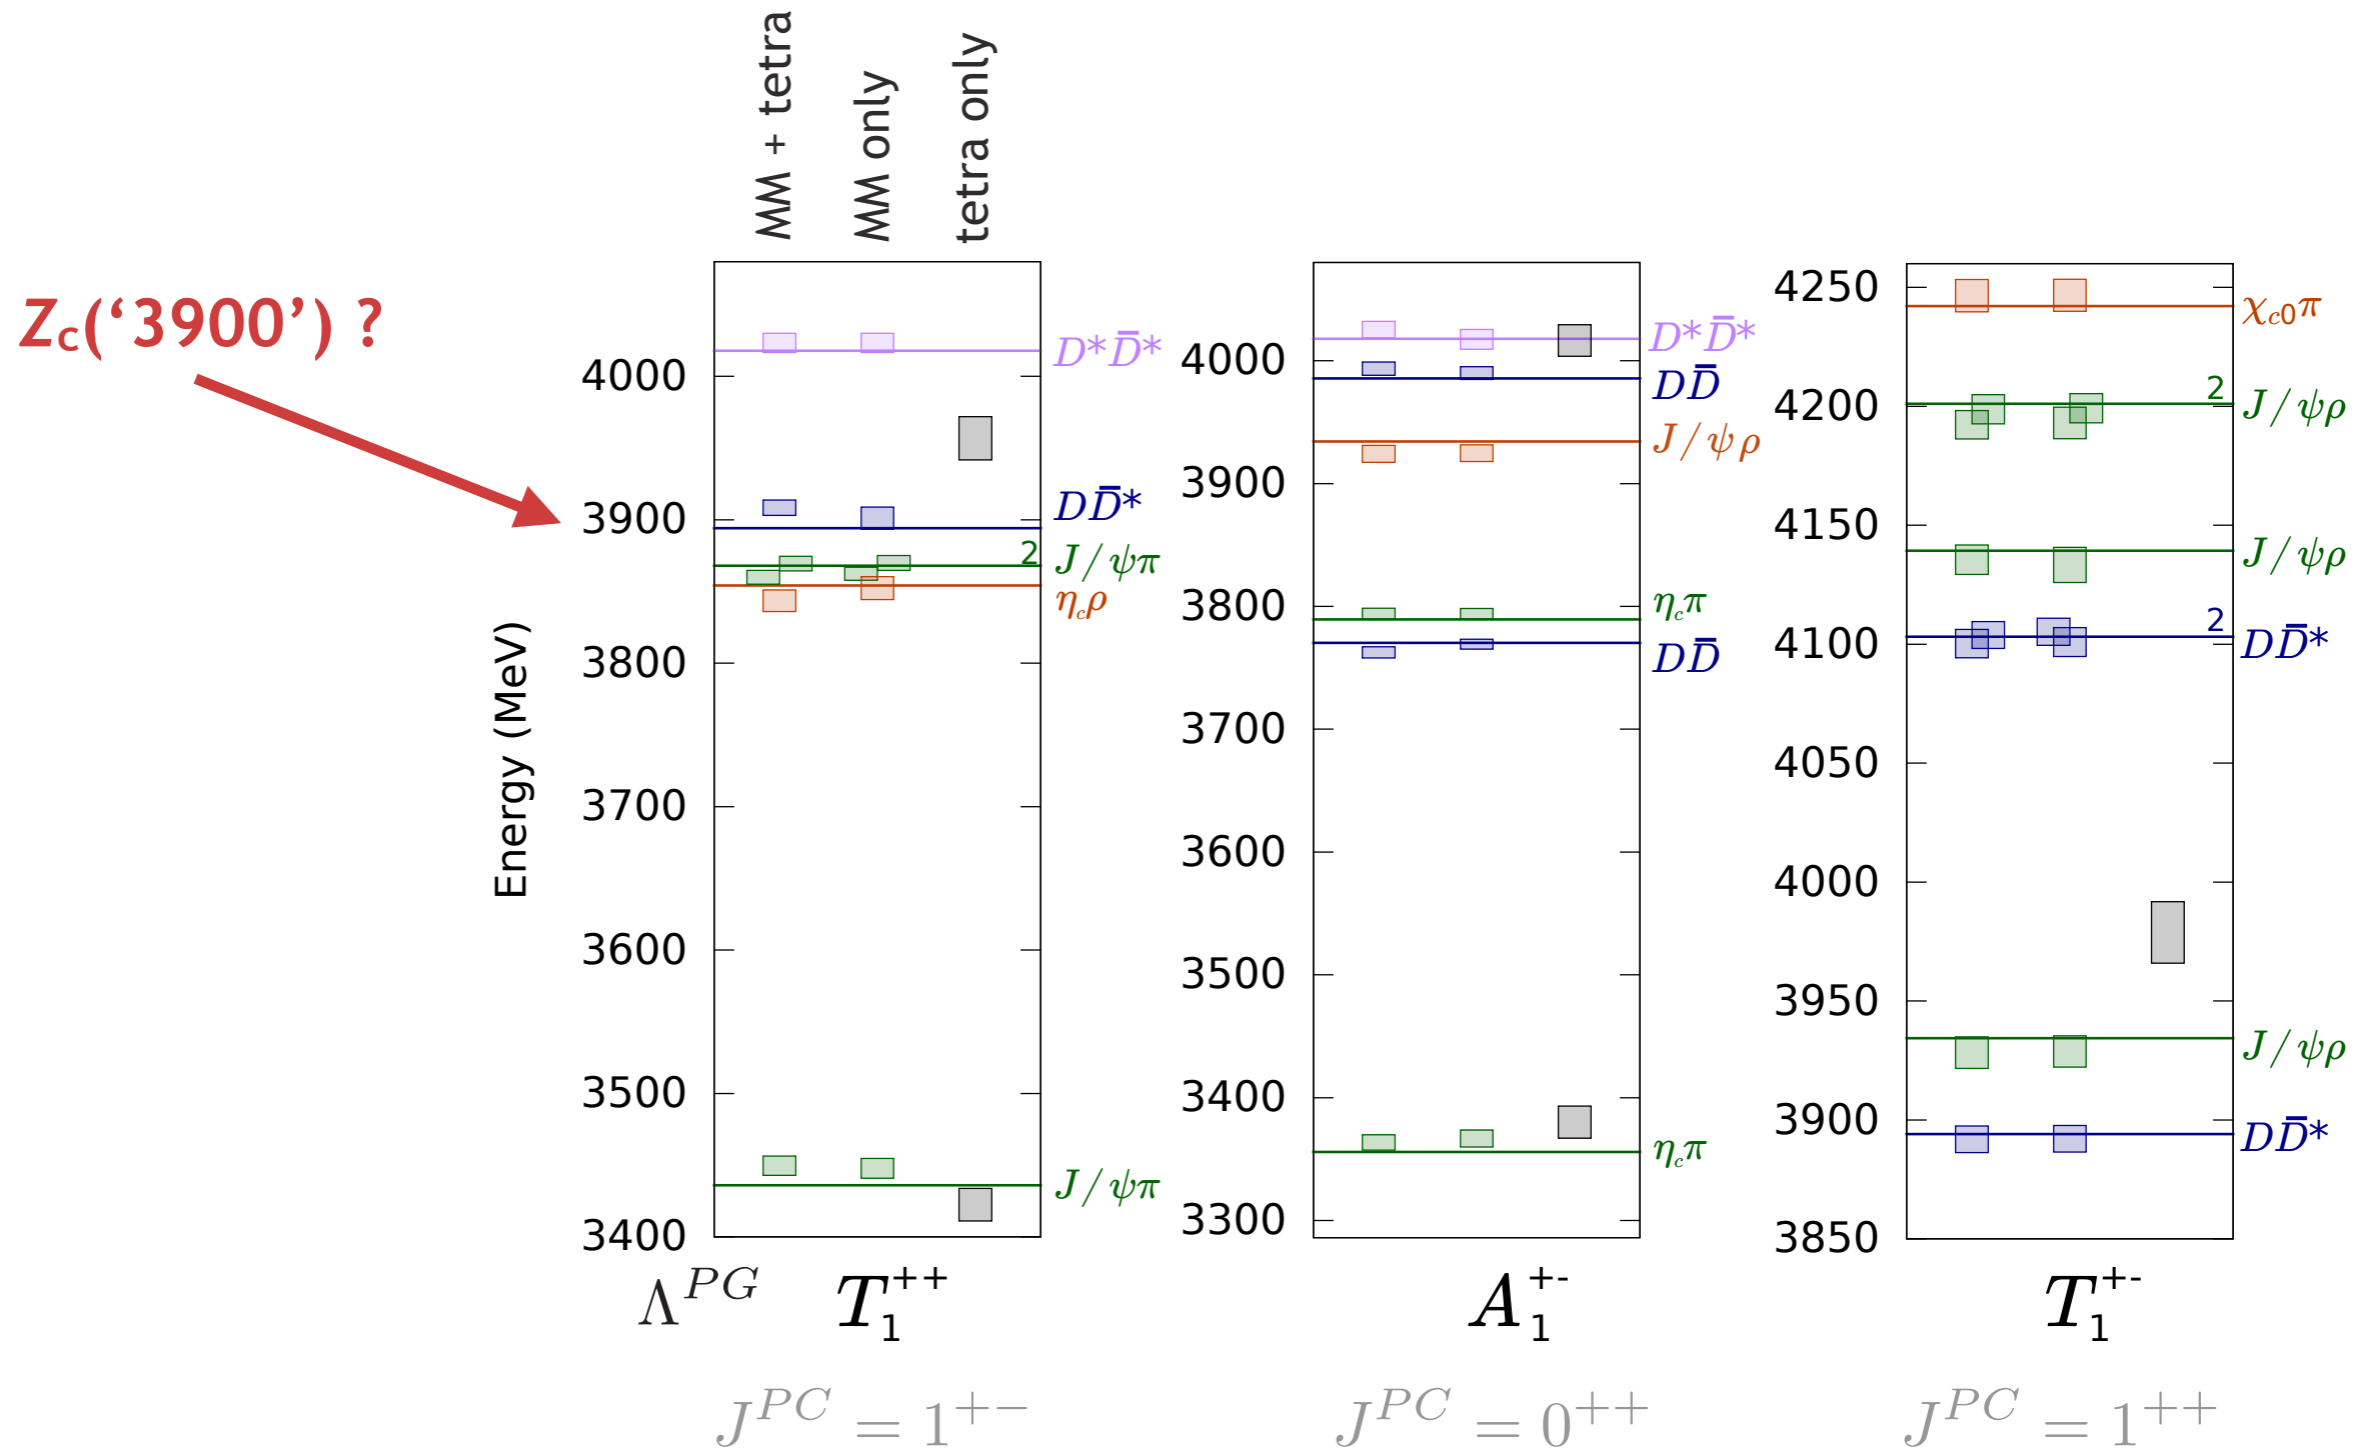 MM + tetra
MM only
tetra only
Zc(‘3900’) ?
Energy (MeV)
4000
3900
3800
3700
3600
3500
3400
D*D̅*
DD̅*
2 J/ψπ
ηcρ
J/ψπ
4000
3900
3800
3700
3600
3500
3400
3300
D*D̅*
DD̅
J/ψρ
ηcπ
DD̅
ηcπ
4250
4200
4150
4100
4050
4000
3950
3900
3850
χc0π
2 J/ψρ
J/ψρ
2 DD̅*
J/ψρ
DD̅*
Λ^PG T₁⁺⁺ A₁⁺⁻ T₁⁺⁻
J^PC = 1⁺⁻ J^PC = 0⁺⁺ J^PC = 1⁺⁺